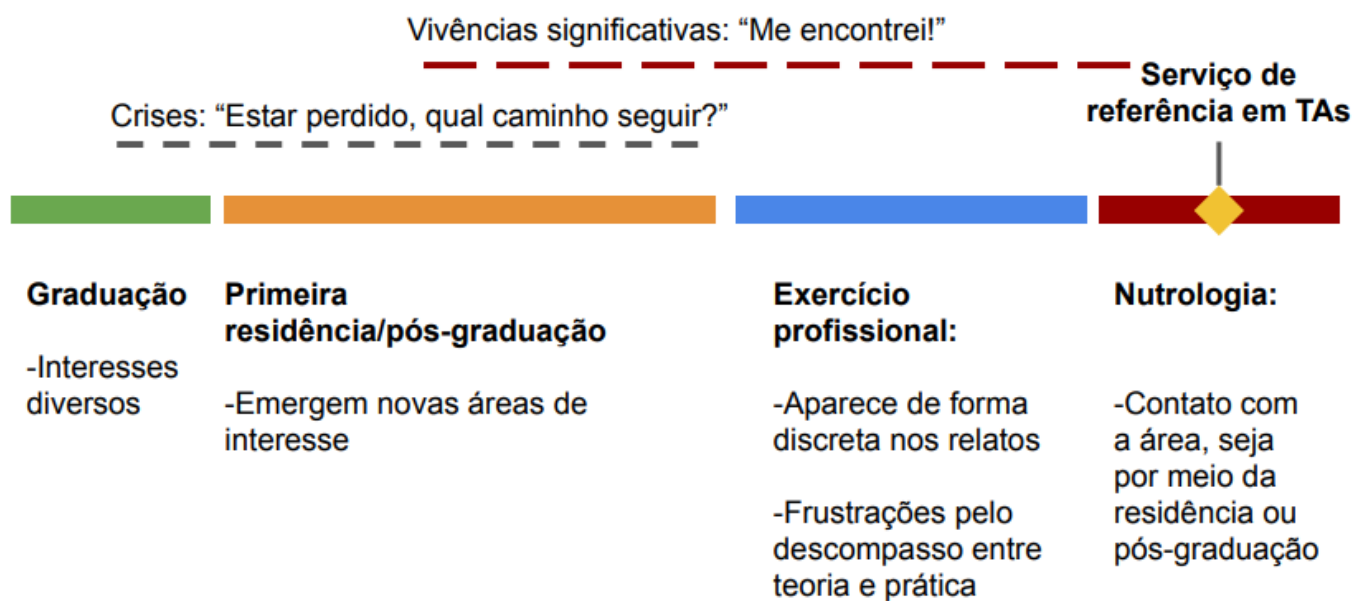 Vivências significativas: “Me encontrei!”
Serviço de
referência em TAs
Crises: “Estar perdido, qual caminho seguir?”
Graduação
-Interesses
diversos
Primeira
residência/pós-graduação
-Emergem novas áreas de
interesse
Exercício
profissional:
-Aparece de forma
discreta nos relatos
-Frustrações pelo
descompasso entre
teoria e prática
Nutrologia:
-Contato com
a área, seja
por meio da
residência ou
pós-graduação